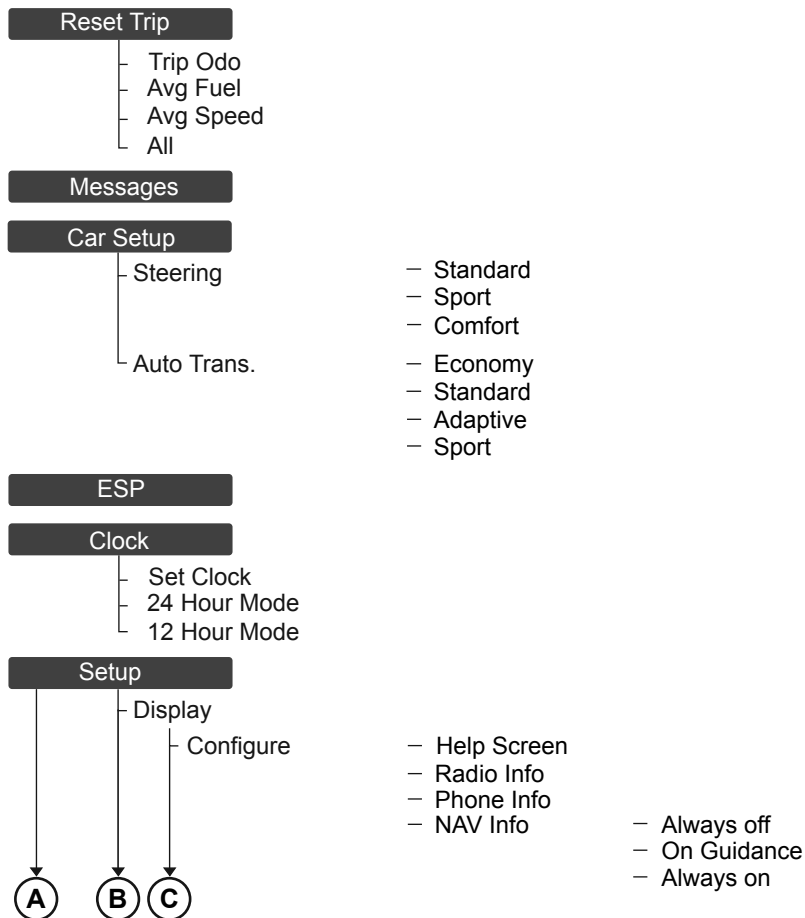 Reset Trip
Trip Odo
Avg Fuel
Avg Speed
All
Messages
Car Setup
Steering
Standard
Sport
Comfort
Auto Trans.
Economy
Standard
Adaptive
Sport
ESP
Clock
Set Clock
24 Hour Mode
12 Hour Mode
Setup
Display
Configure
Help Screen
Radio Info
Phone Info
NAV Info
Always off
On Guidance
Always on
A B C